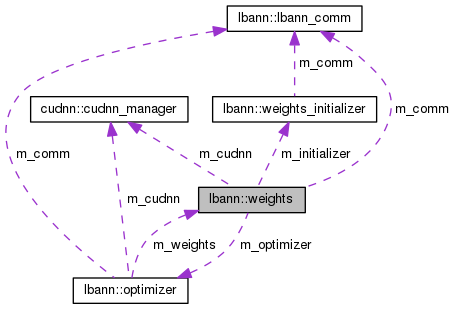 lbann::lbann_comm
m_comm
cudnn::cudnn_manager
lbann::weights_initializer
m_comm
m_comm
m_cudnn
m_initializer
m_cudnn
lbann::weights
m_weights
m_optimizer
lbann::optimizer